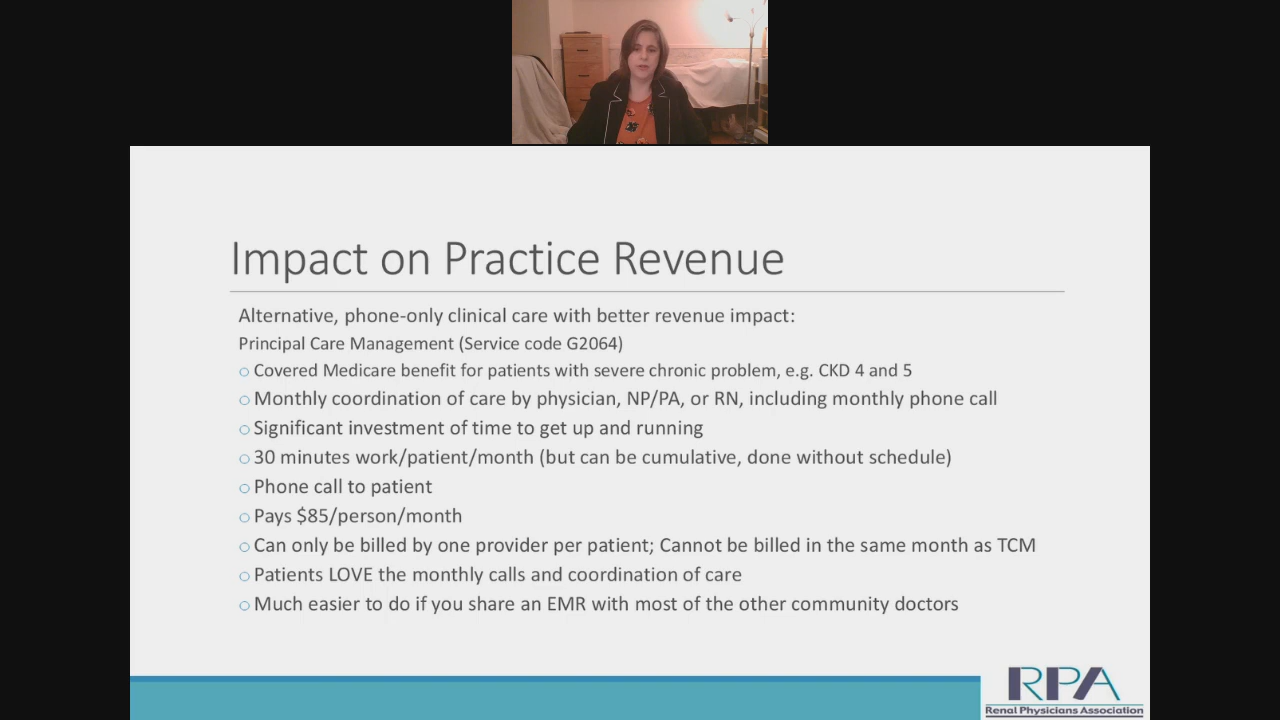 Impact on Practice Revenue
Alternative, phone-only clinical care with better revenue impact:
Principal Care Management (Service code G2064)
Covered Medicare benefit for patients with severe chronic problem, e.g. CKD 4 and 5
Monthly coordination of care by physician, NP/PA, or RN, including monthly phone call
Significant investment of time to get up and running
30 minutes work/patient/month (but can be cumulative, done without schedule)
Phone call to patient
Pays $85/person/month
Can only be billed by one provider per patient; Cannot be billed in the same month as TCM
Patients LOVE the monthly calls and coordination of care
Much easier to do if you share an EMR with most of the other community doctors
RPA
Renal Physicians Association